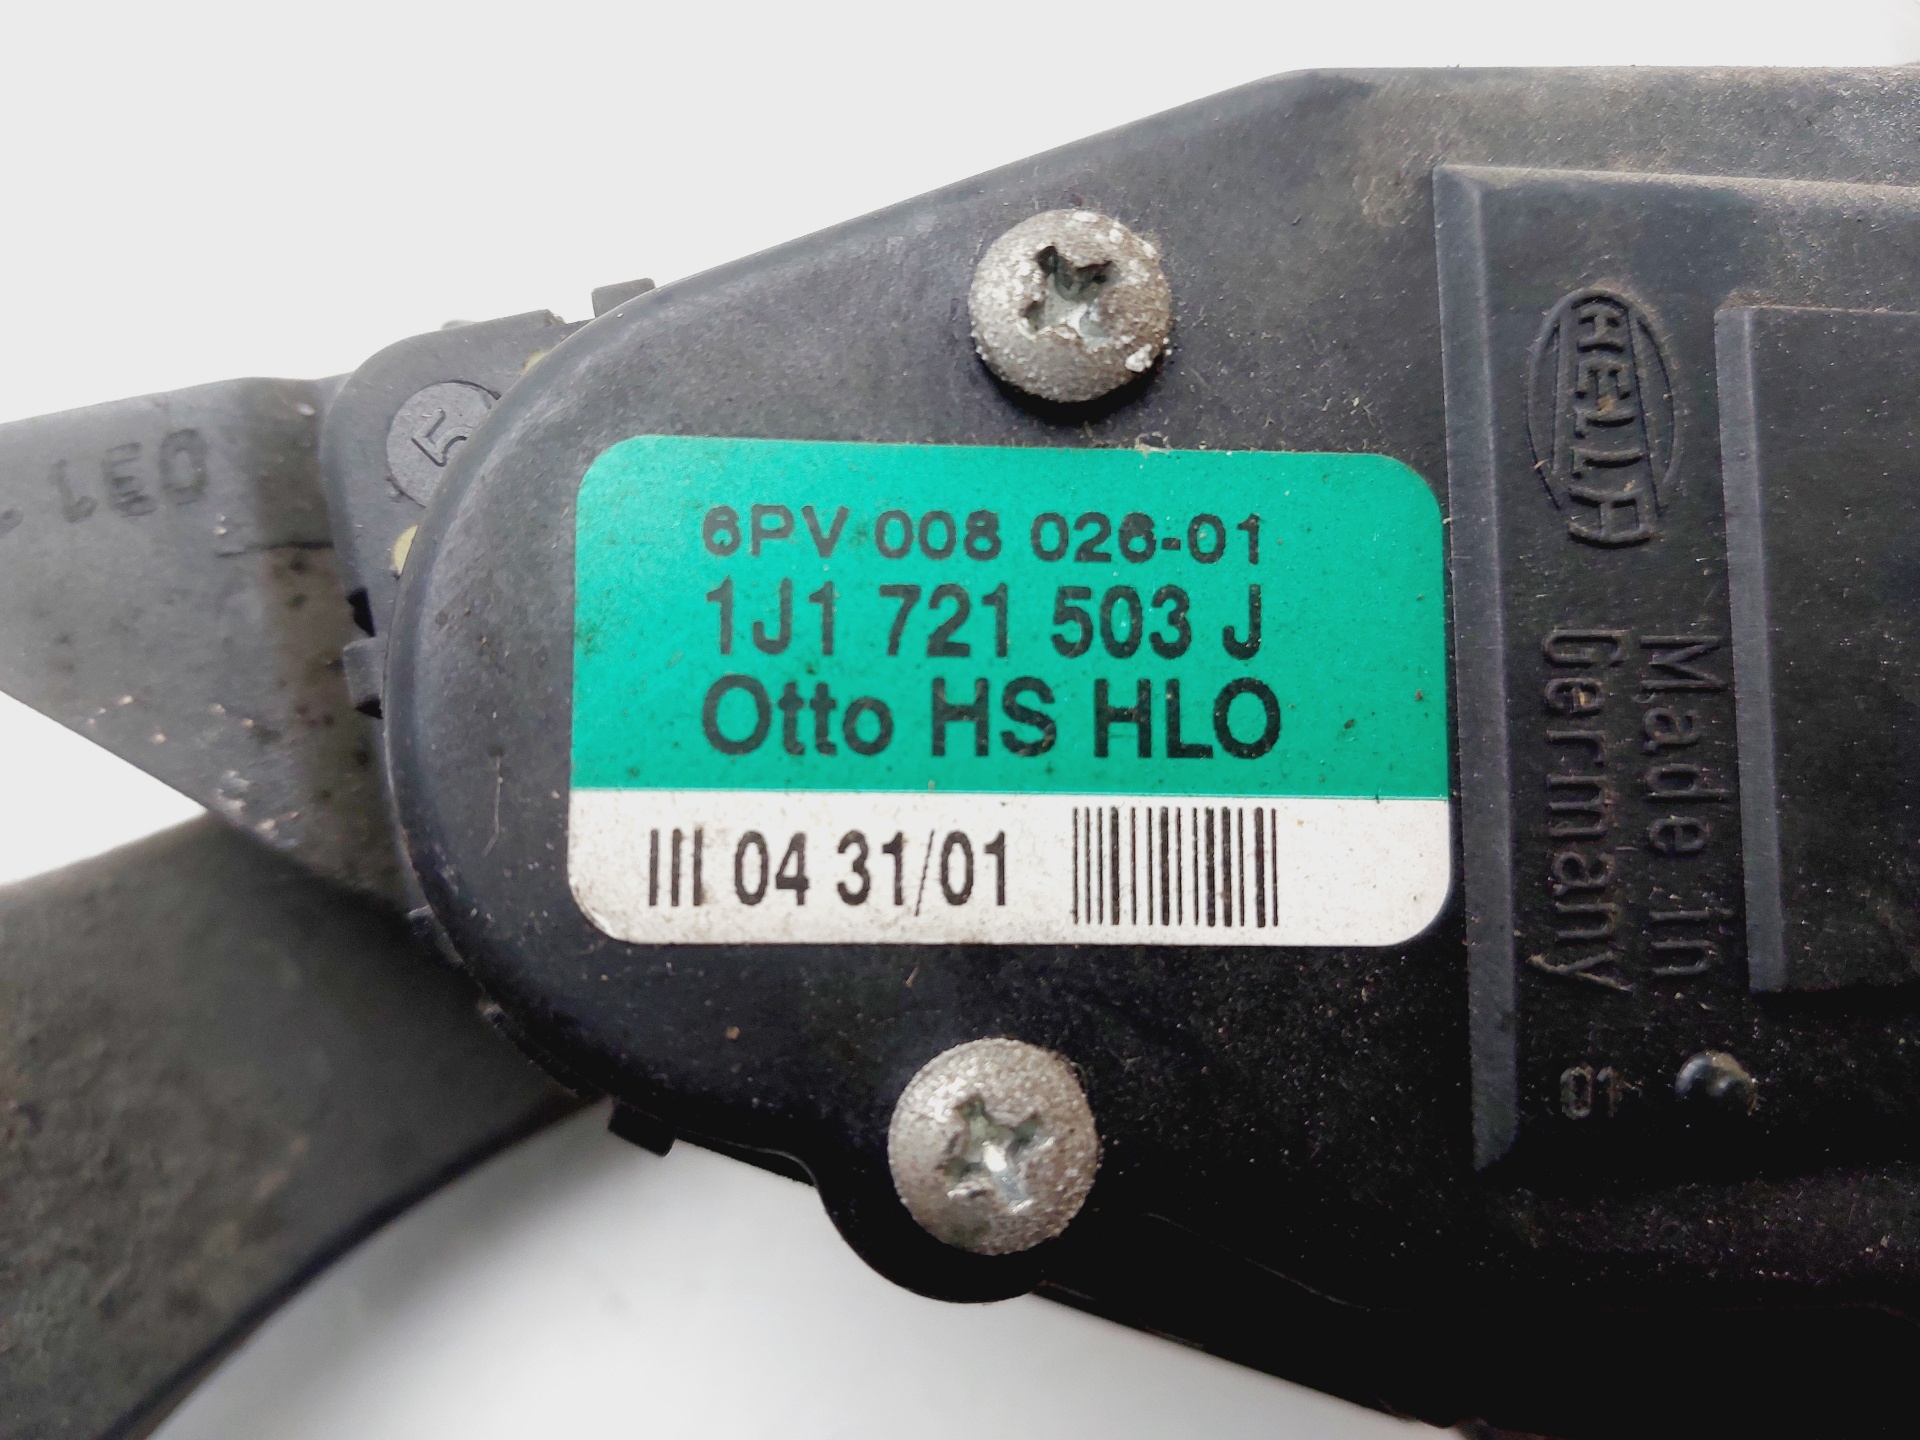 6PV 008 026-01
1J1 721 503 J
Otto HS HLO
III 04 31/01
HELLA
Made in
Germany
01
5